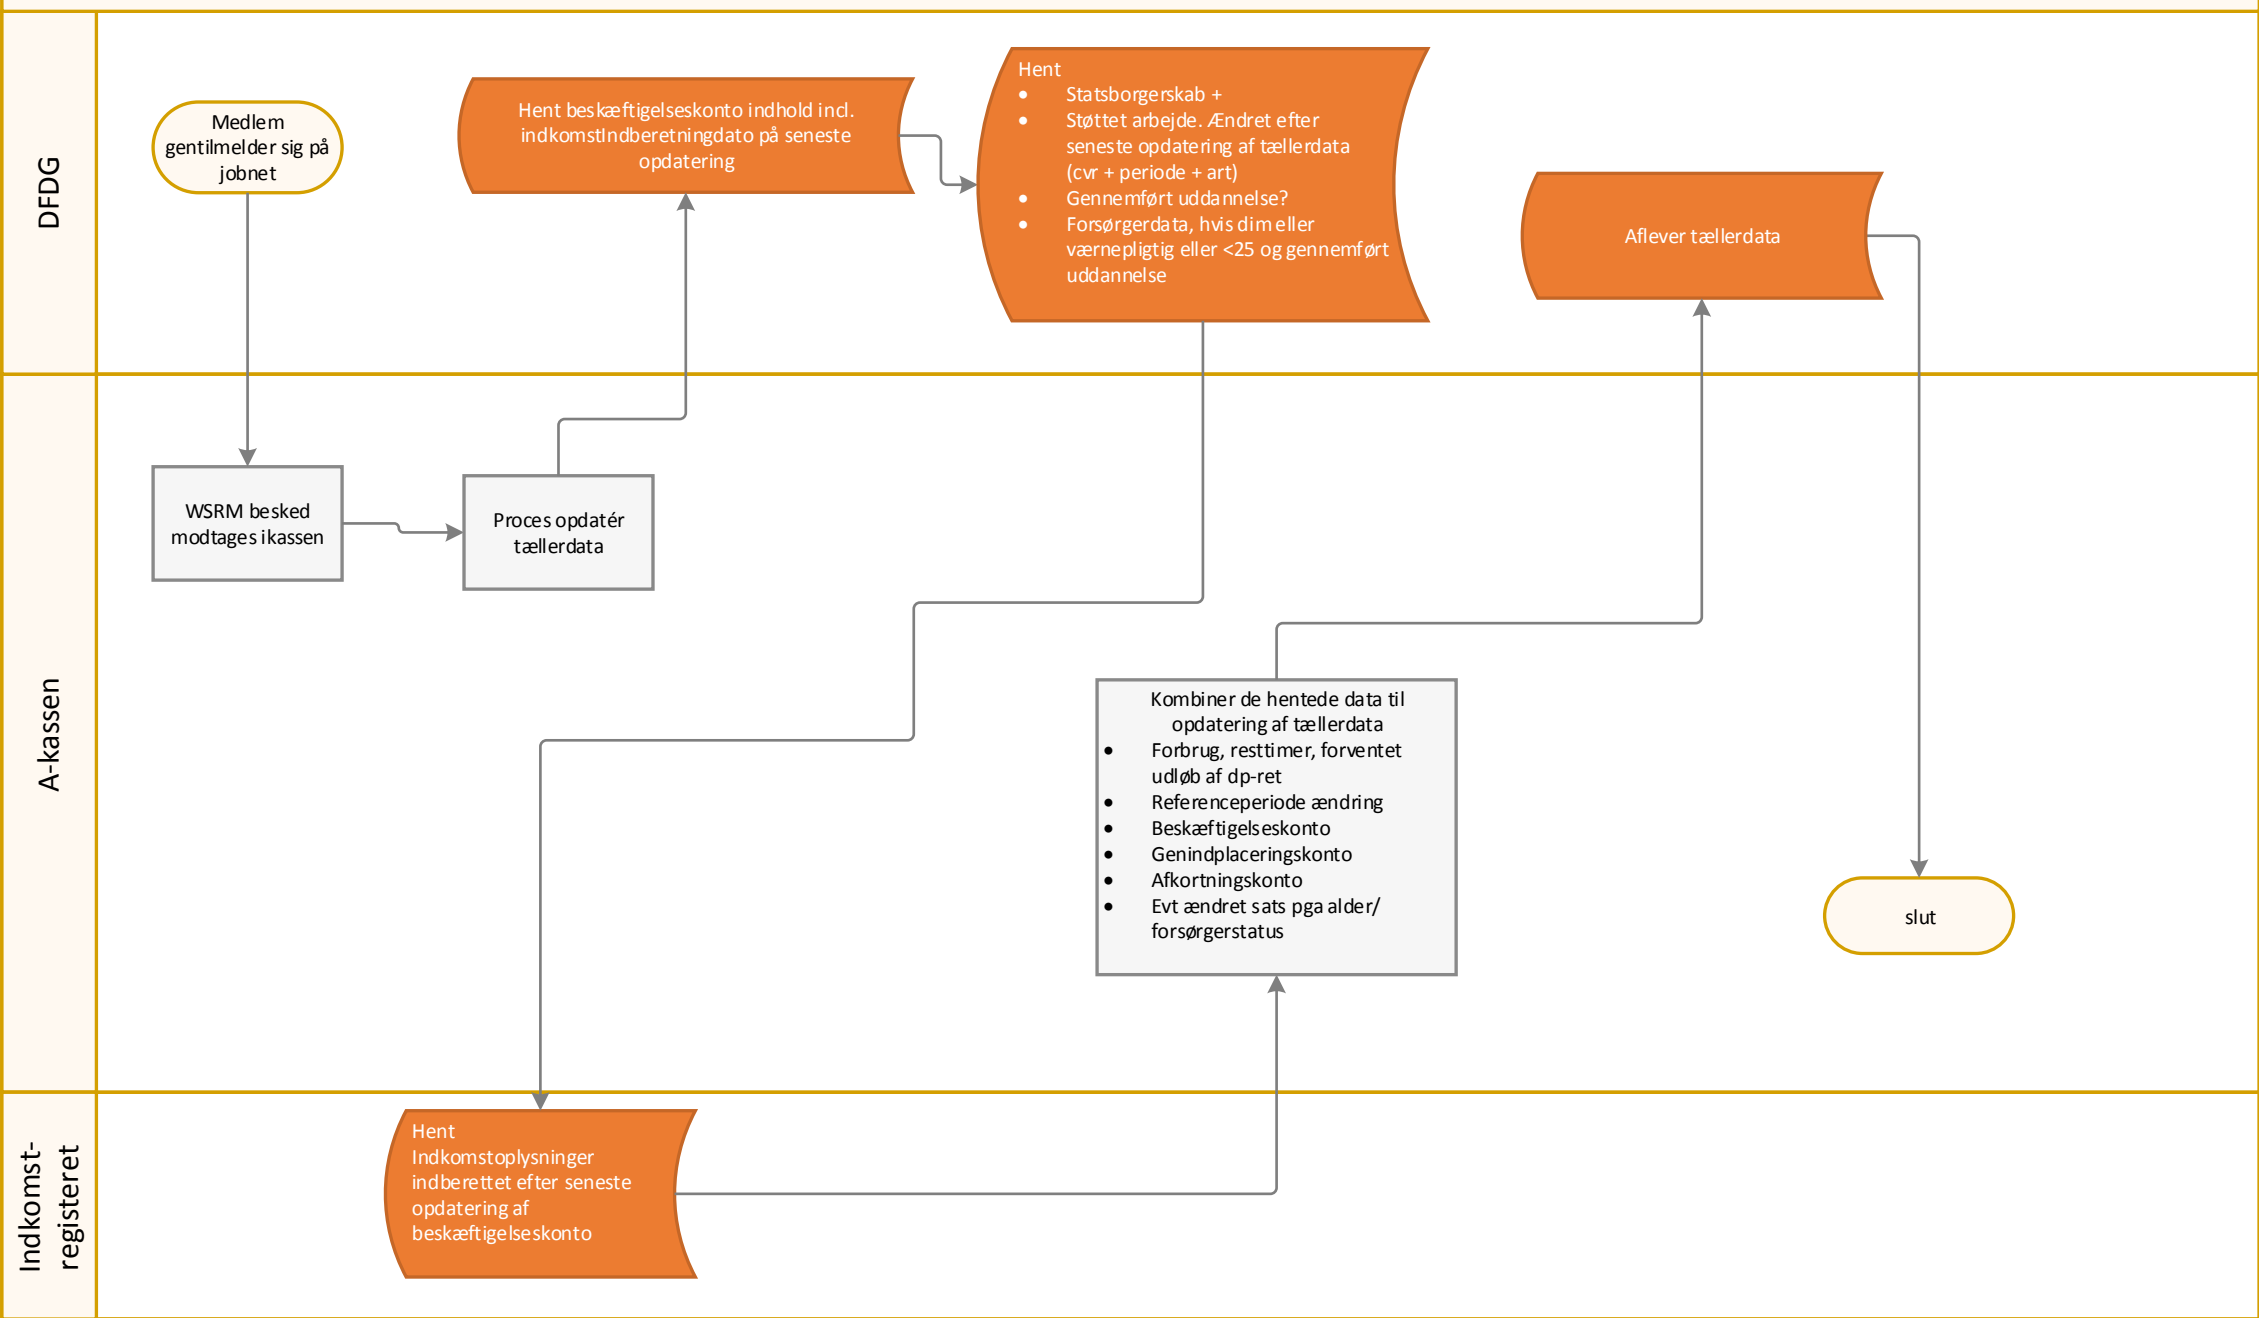 DFDG
Medlem
gentilmelder sig på
jobnet
Hent beskæftigelseskonto indhold incl.
indkomstIndberetningdato på seneste
opdatering
Hent
• Statsborgerskab +
• Støttet arbejde. Ændret efter
seneste opdatering af tællerdata
(cvr + periode + art)
• Gennemført uddannelse?
• Forsørgerdata, hvis dim eller
værnepligtig eller <25 og gennemført
uddannelse
Aflever tællerdata
A-kassen
WSRM besked
modtages ikassen
Proces opdatér
tællerdata
Kombiner de hentede data til
opdatering af tællerdata
• Forbrug, resttimer, forventet
udløb af dp-ret
• Referenceperiode ændring
• Beskæftigelseskonto
• Genindplaceringskonto
• Afkortningskonto
• Evt ændret sats pga alder/
forsørgerstatus
slut
Indkomst-
registeret
Hent
Indkomstoplysninger
indberettet efter seneste
opdatering af
beskæftigelseskonto